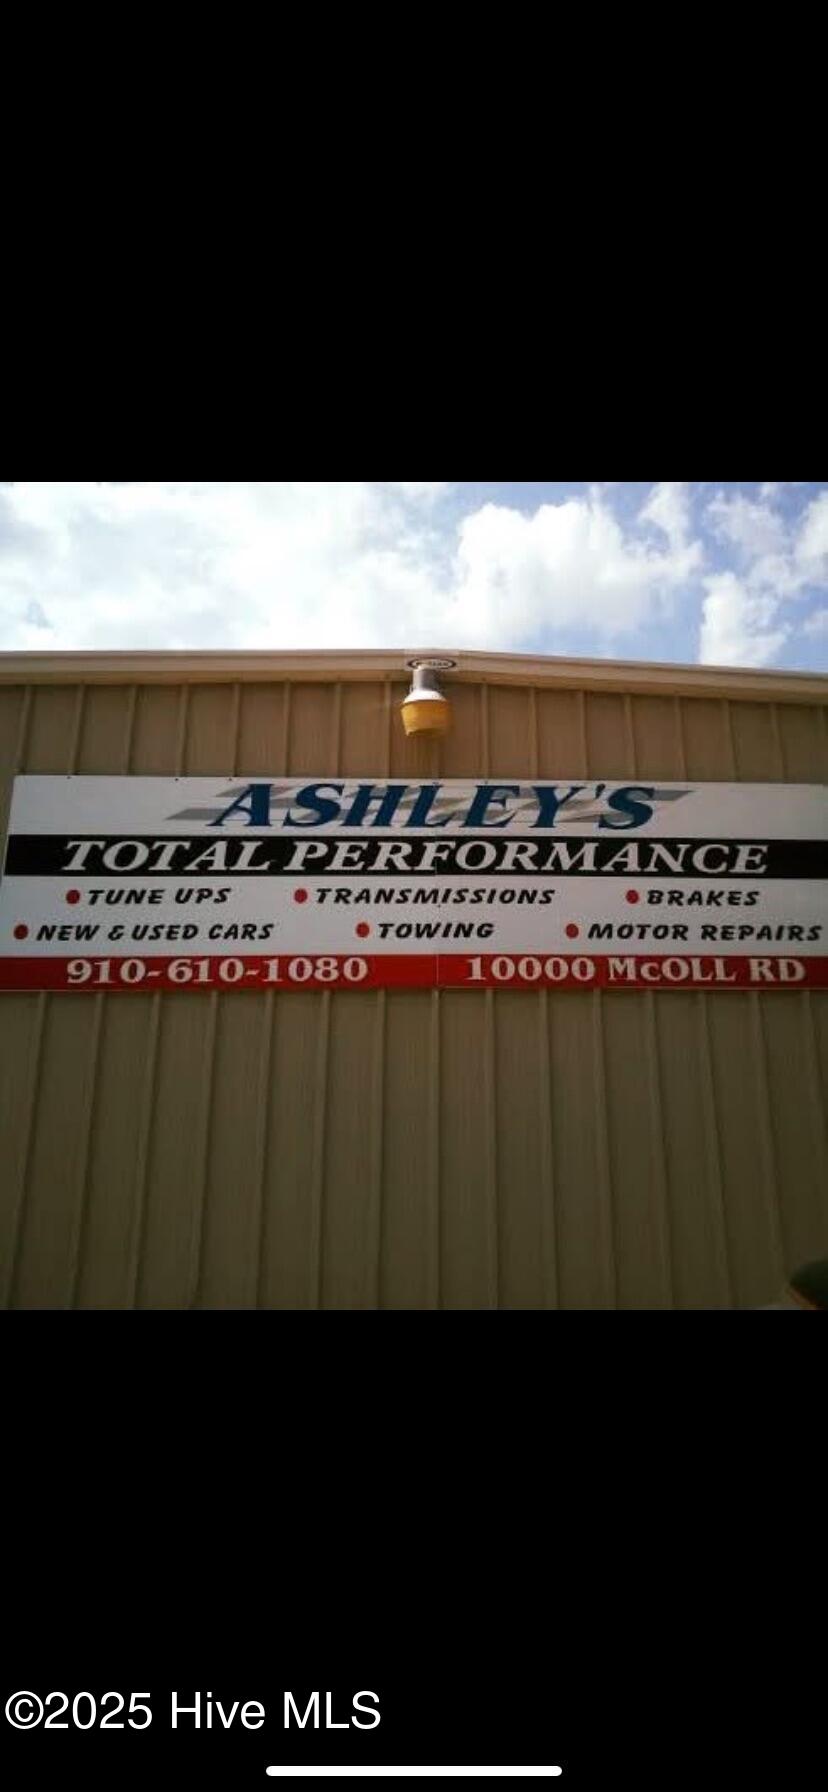 ASHLEY'S
TOTAL PERFORMANCE
TUNE UPS TRANSMISSIONS BRAKES
NEW & USED CARS TOWING MOTOR REPAIRS
910-610-1080 10000 McCOLL RD
©2025 Hive MLS